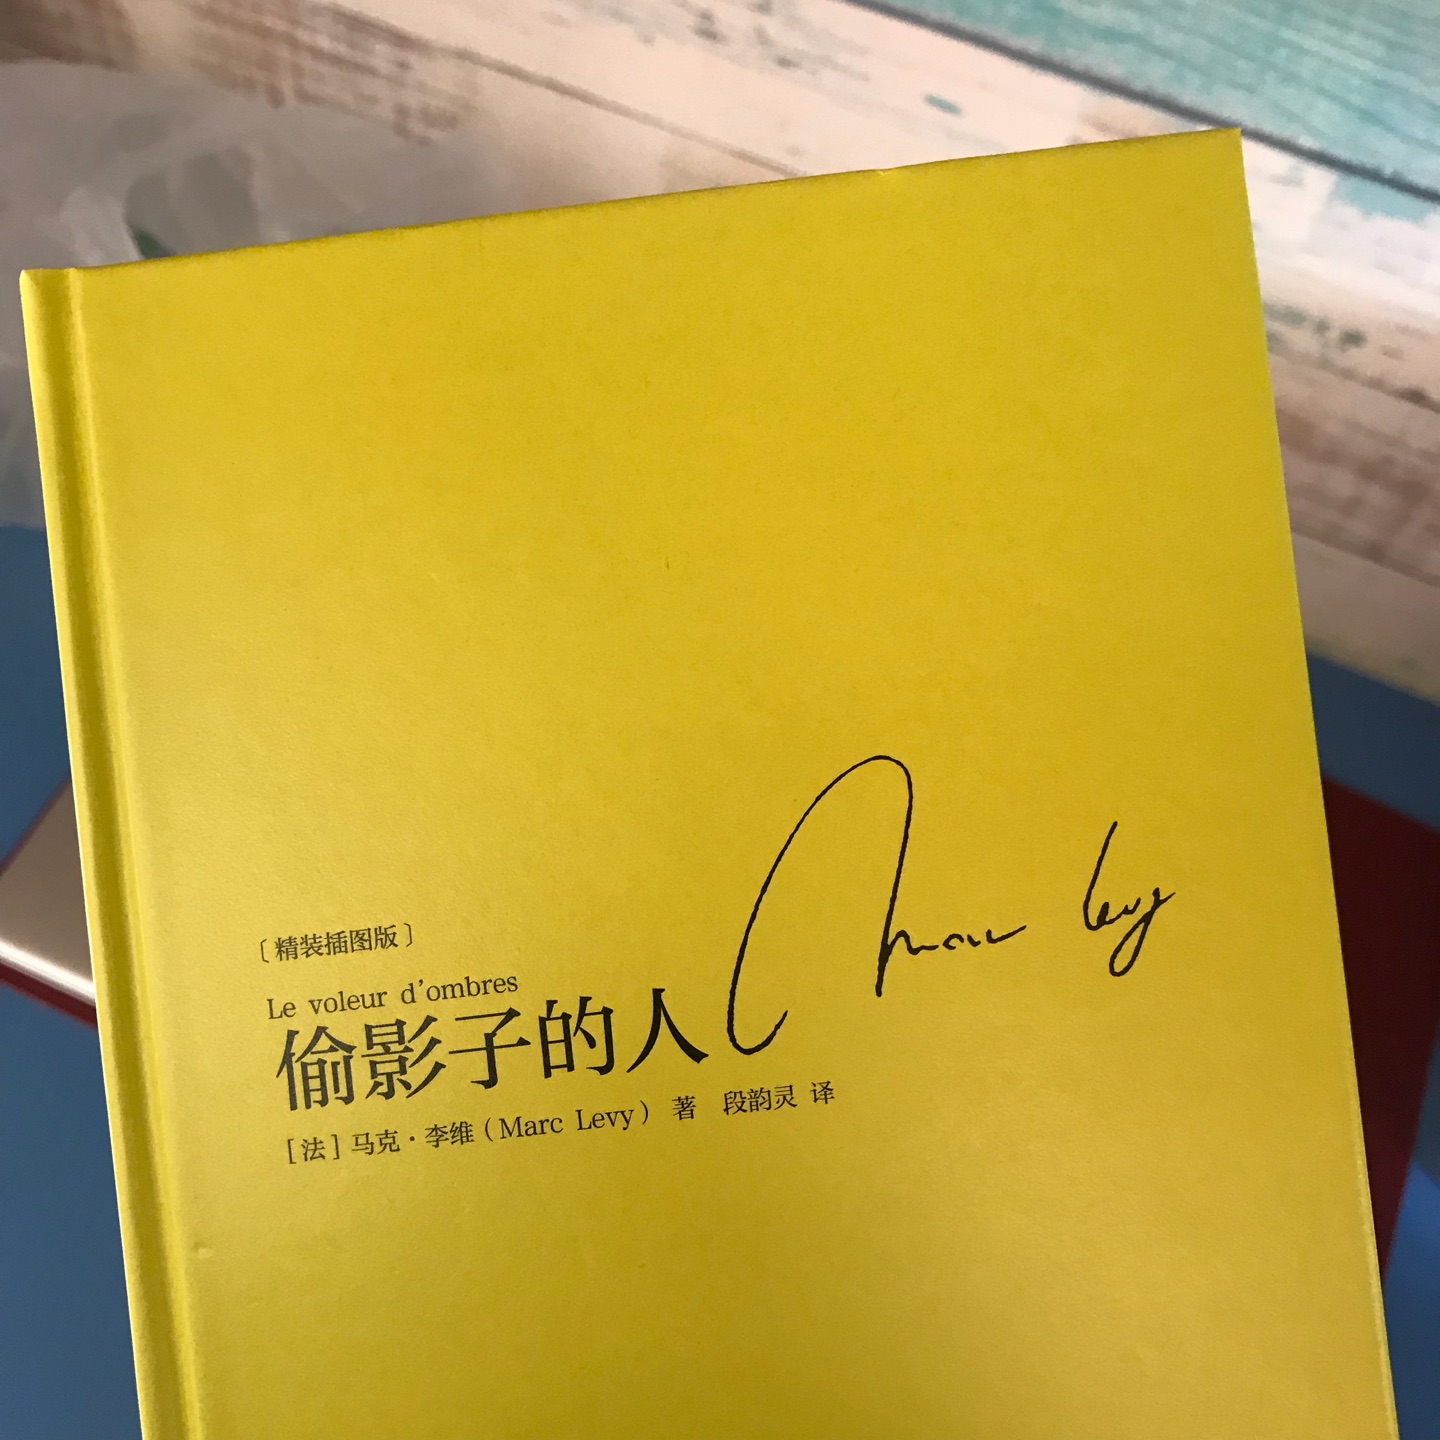 〔精装插图版〕
Le voleur d’ombres
偷影子的人
Marc Levy
［法］马克·李维（Marc Levy）著 段韵灵 译